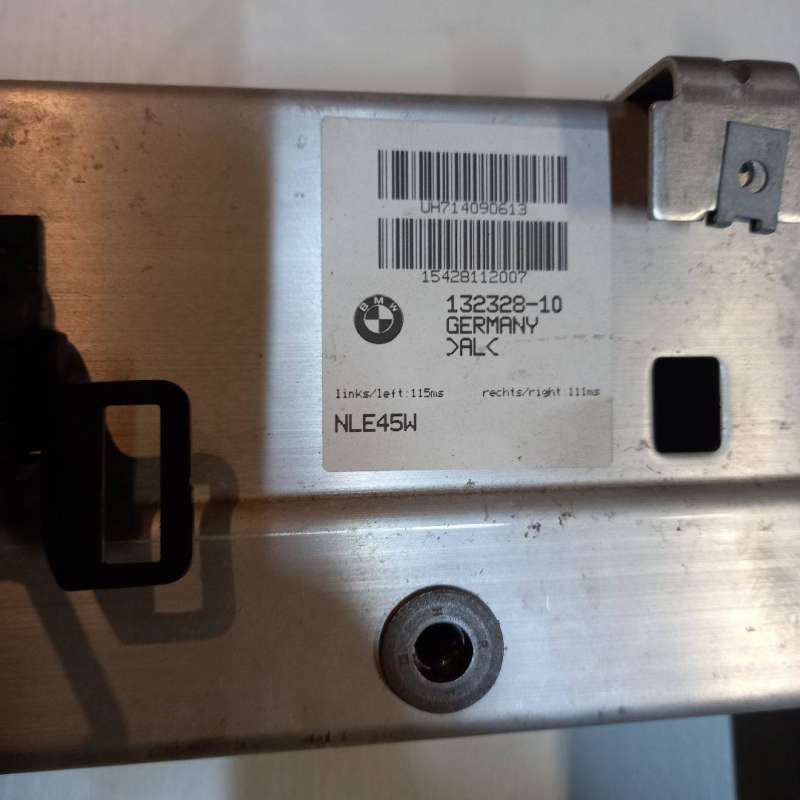 UH714090613
15428112007
BMW
132328-10
GERMANY
>AL<
links/left:115ms rechts/right:111ms
NLE45W